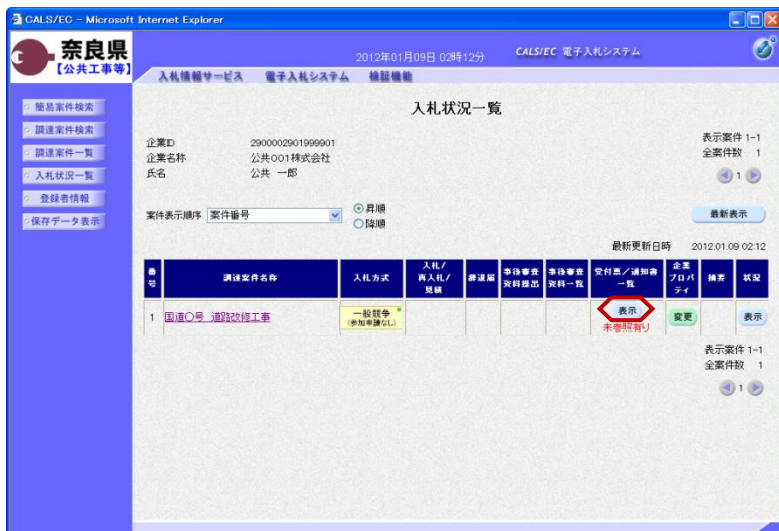 CALS/EC - Microsoft Internet Explorer
奈良県
【公共工事等】
2012年01月09日 02時12分
CALS/EC 電子入札システム
入札情報サービス 電子入札システム 検証機能
簡易案件検索
調達案件検索
調達案件一覧
入札状況一覧
登録者情報
保存データ表示
入札状況一覧
企業ID 2900002901999901
企業名称 公共○○1株式会社
氏名 公共 一郎
表示案件 1-1
全案件数 1
1
案件表示順序 案件番号
昇順
降順
最新表示
最新更新日時 2012.01.09 02:12
番号 調達案件名称 入札方式 入札/再入札/見積 辞退届 事後審査資料提出 事後審査資料一覧 受付票/通知書一覧 企業プロパティ 摘要 状況
1 国道○号 道路改修工事 一般競争(参加申請なし) 表示 未参照有り 変更 表示
表示案件 1-1
全案件数 1
1